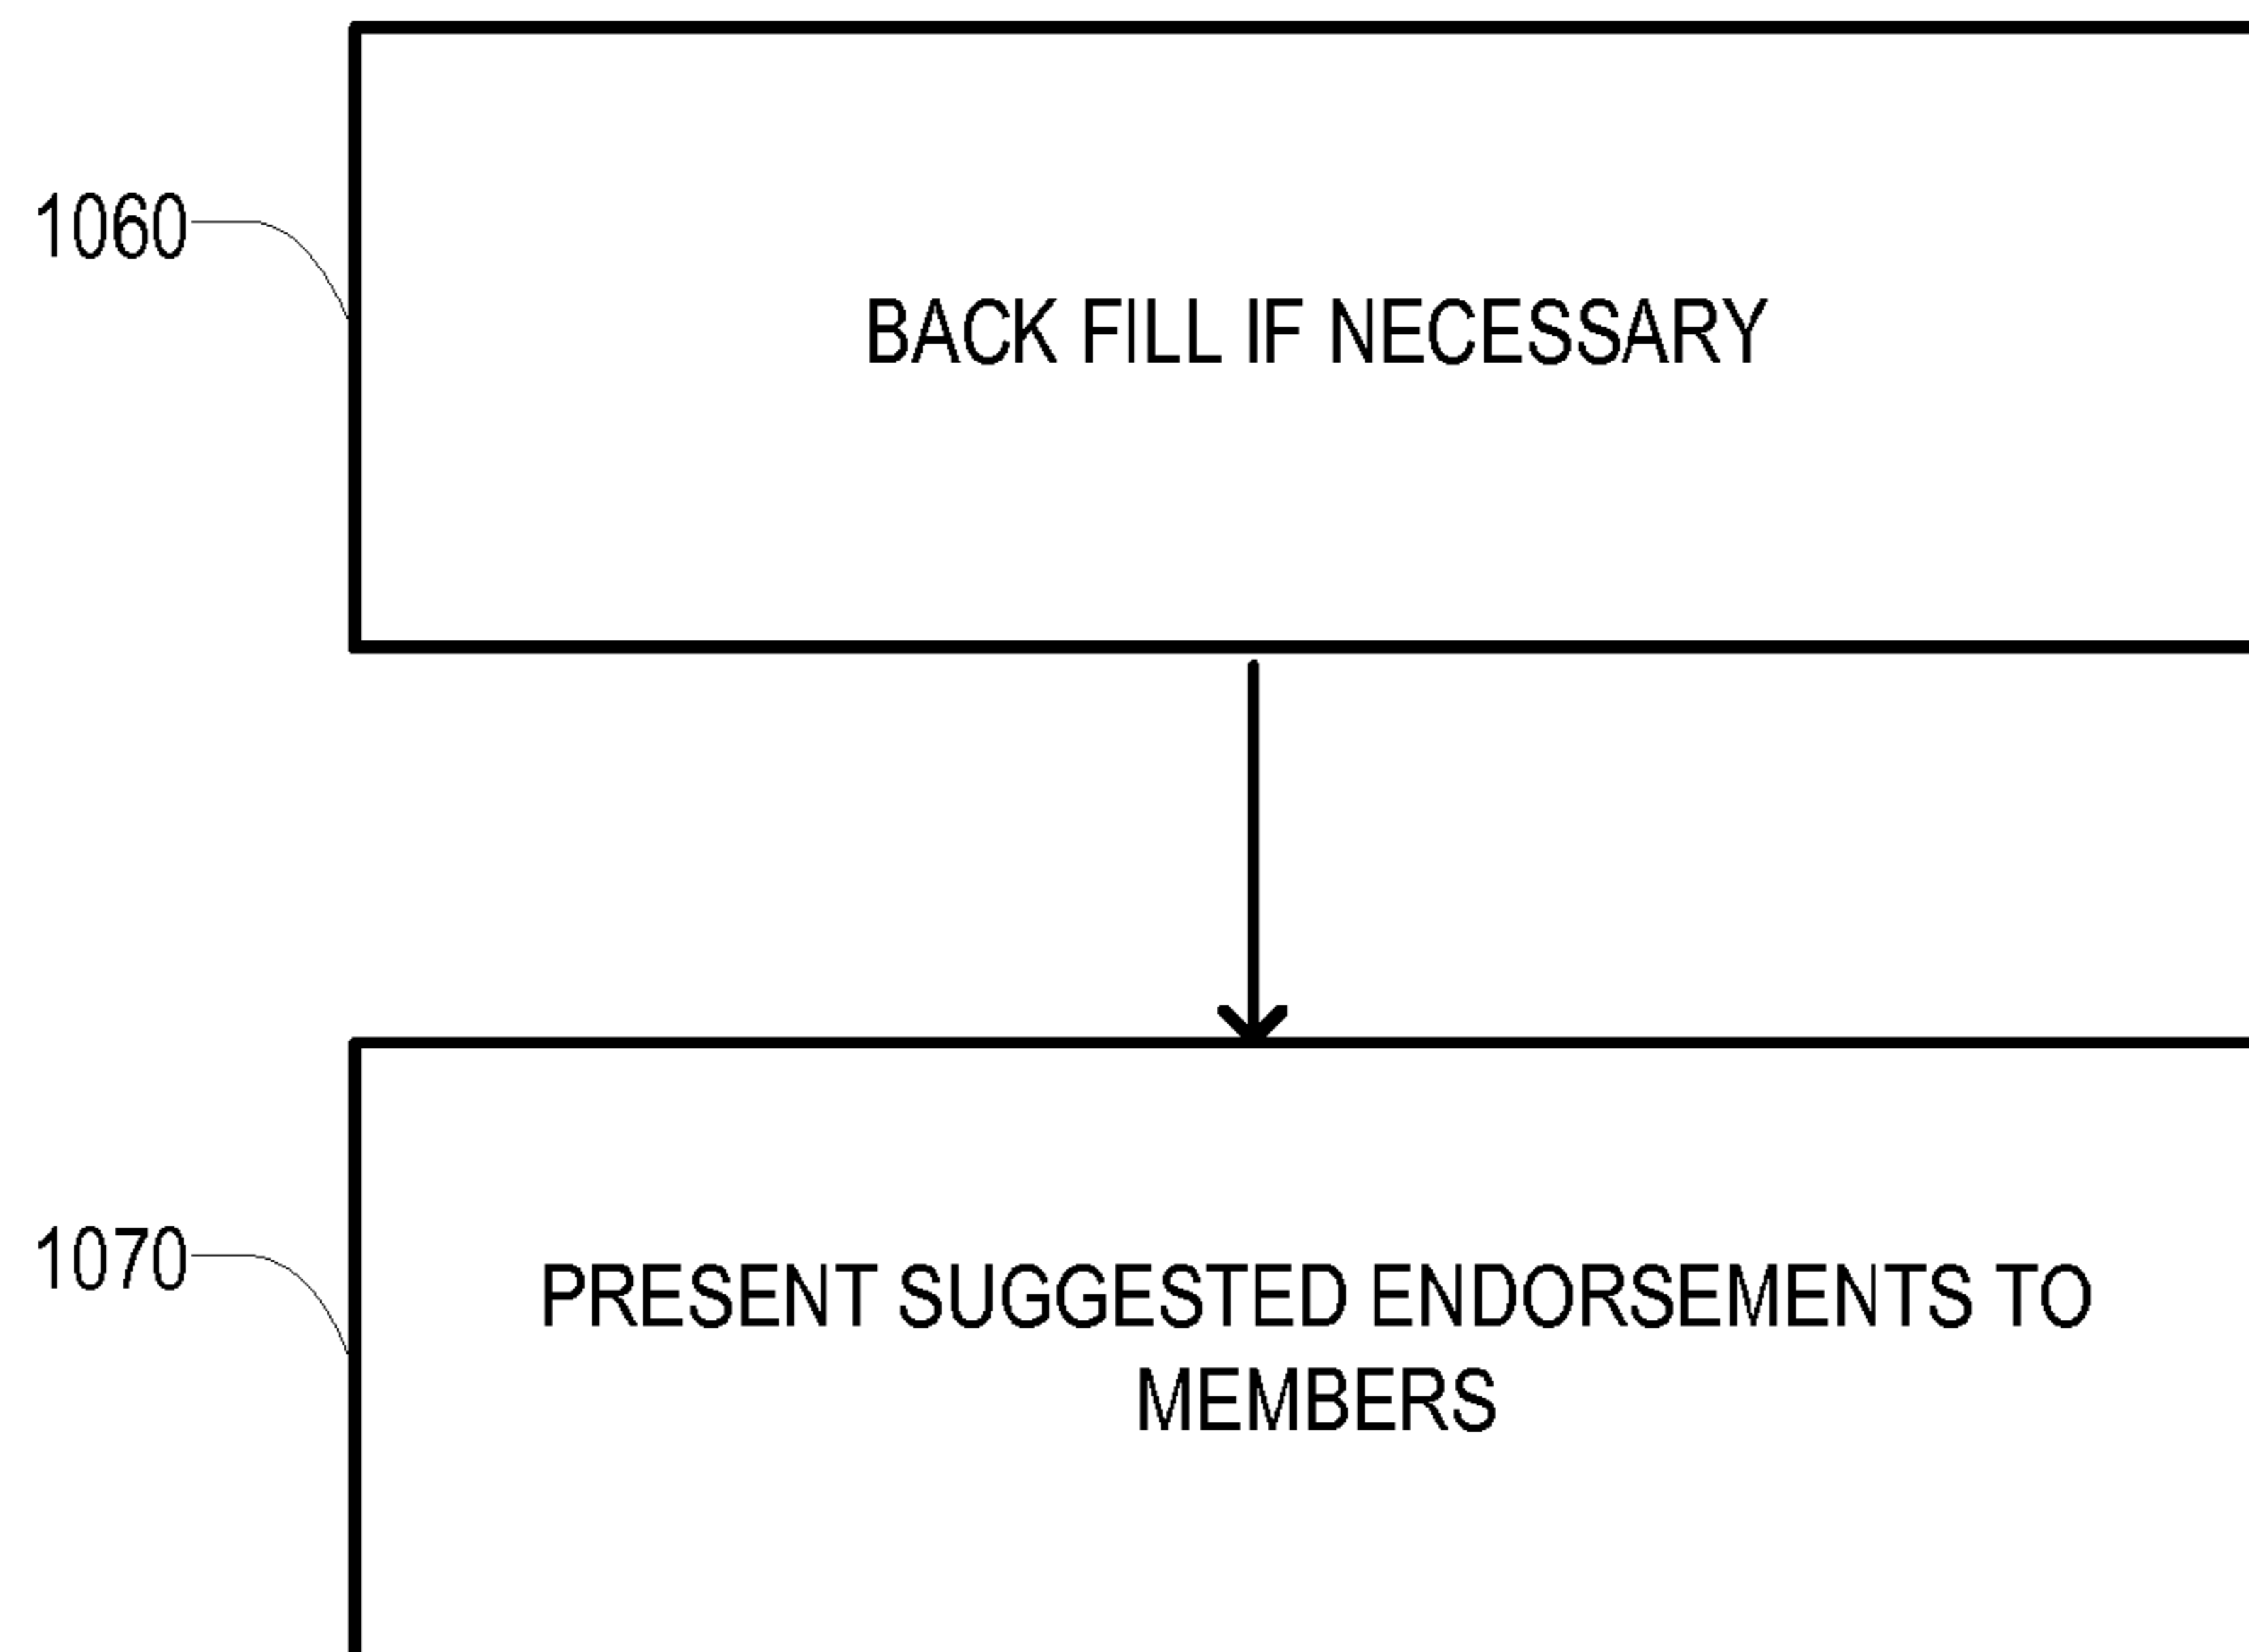 1060
BACK FILL IF NECESSARY
1070
PRESENT SUGGESTED ENDORSEMENTS TO
MEMBERS